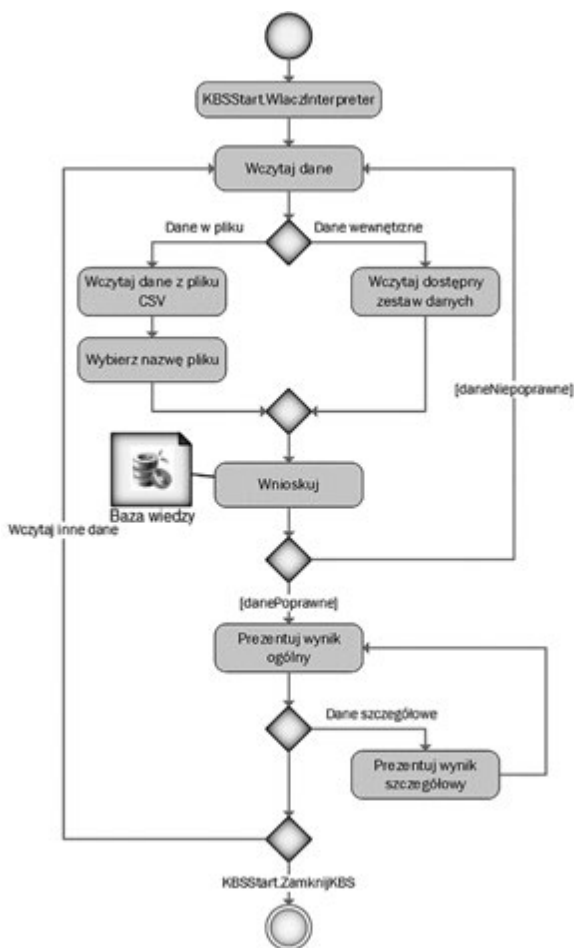 KBSStart.WlaczInterpreter
Wczytaj dane
Dane w pliku
Dane wewnętrzne
Wczytaj dane z pliku
CSV
Wczytaj dostępny
zestaw danych
Wybierz nazwę pliku
[daneNiepoprawne]
Wnioskuj
Baza wiedzy
Wczytaj inne dane
[danePoprawne]
Prezentuj wynik
ogólny
Dane szczegółowe
Prezentuj wynik
szczegółowy
KBSStart.ZamknijKBS